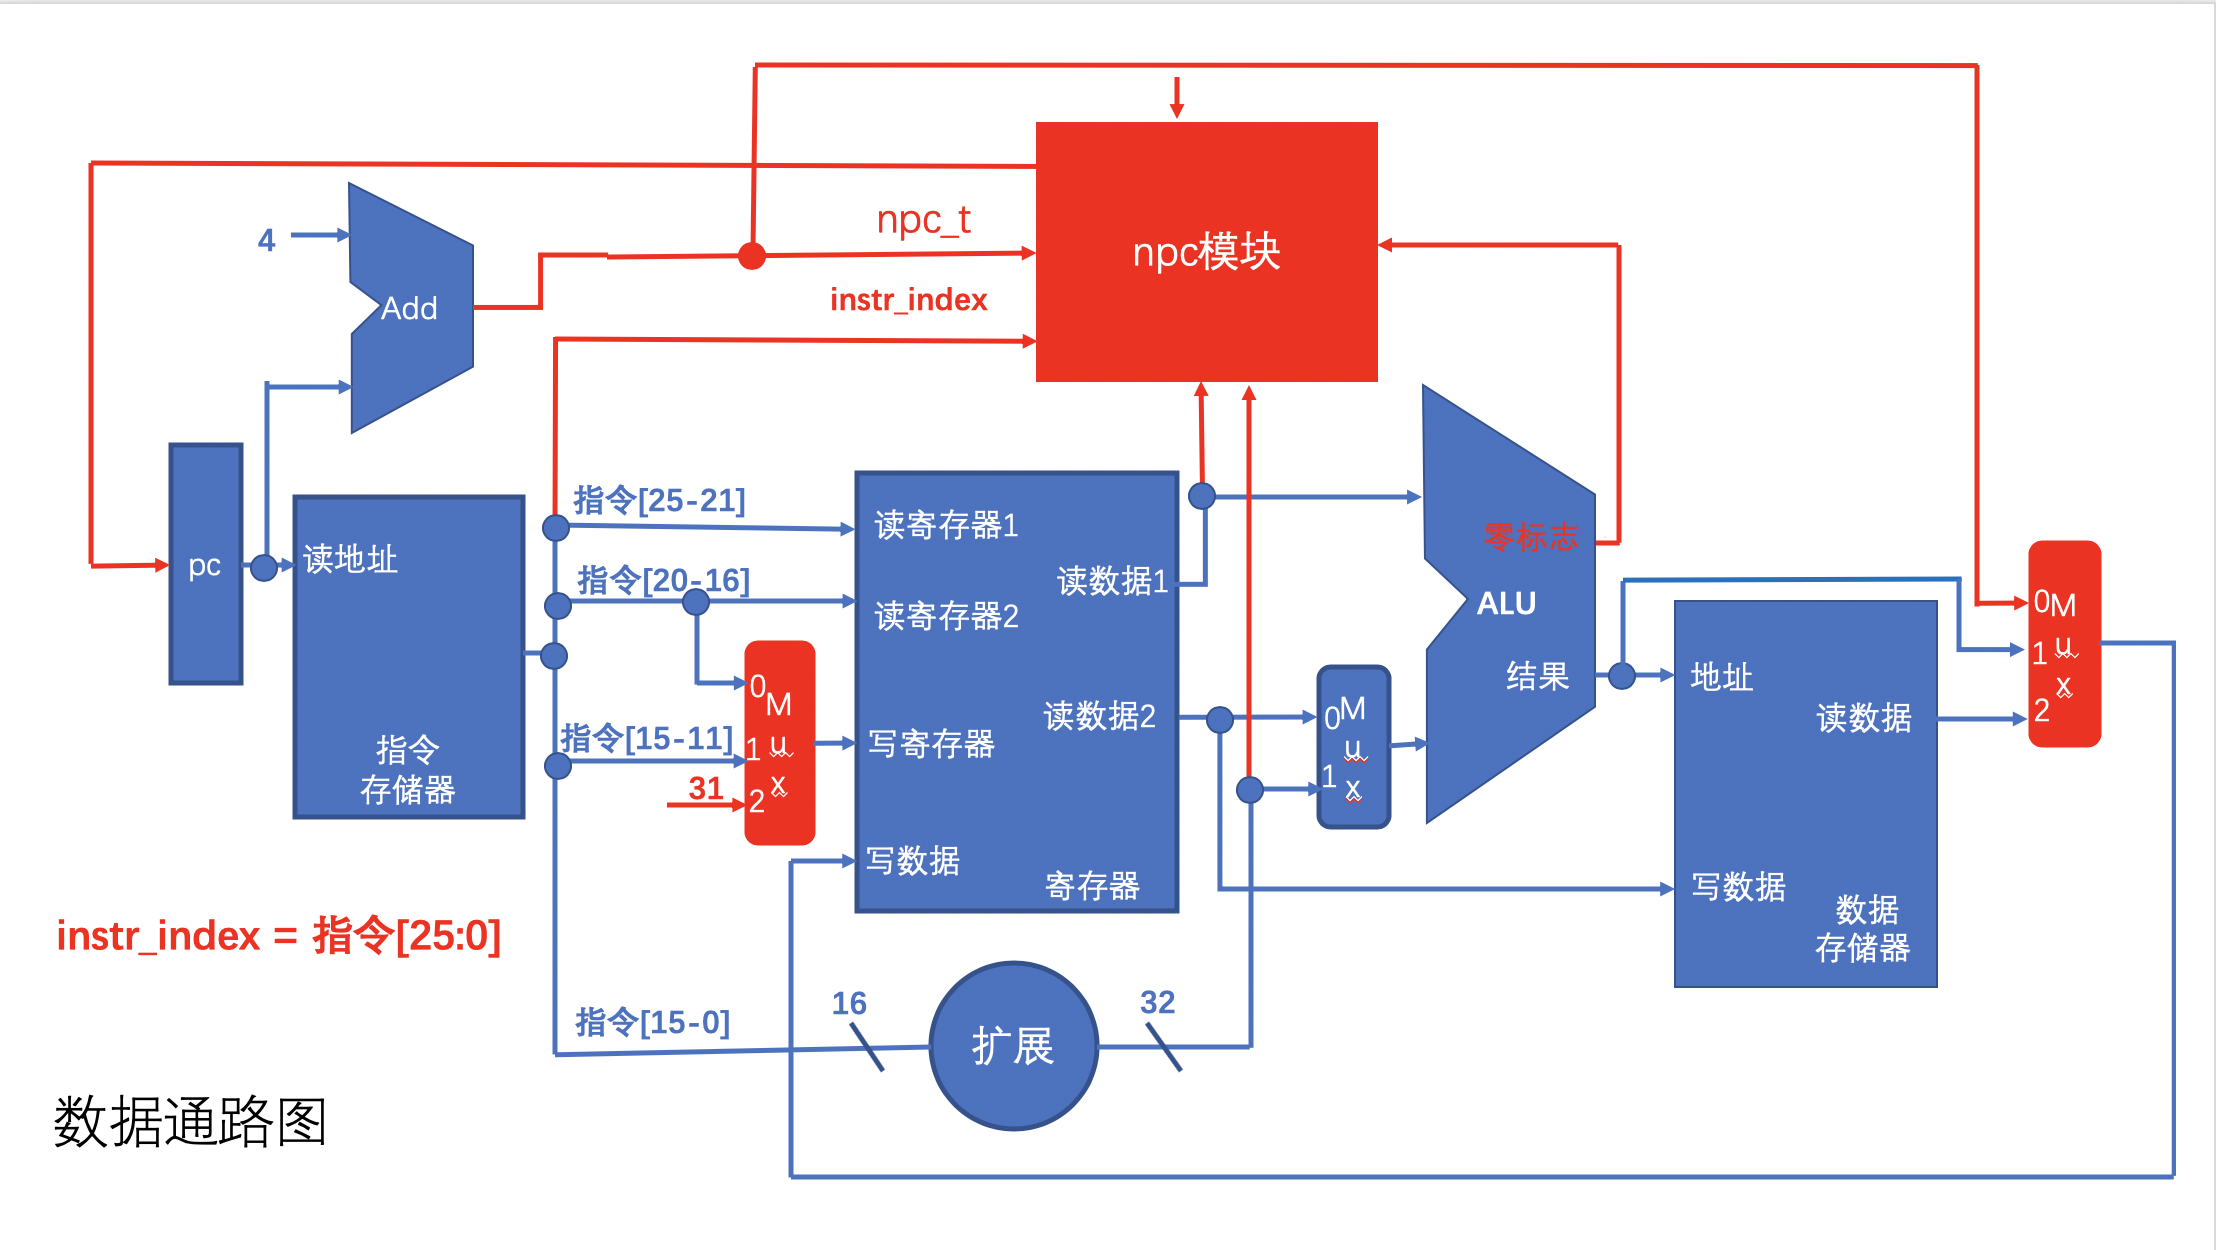 npc_t
npc模块
4
Add
instr_index
pc
读地址
指令
存储器
指令[25-21]
指令[20-16]
指令[15-11]
31
0
M
1
u
x
2
读寄存器1
读数据1
读寄存器2
读数据2
写寄存器
写数据
寄存器
0
M
u
1
x
零标志
ALU
结果
地址
读数据
写数据
数据
存储器
0
M
1
u
x
2
instr_index = 指令[25:0]
指令[15-0]
16
扩展
32
数据通路图